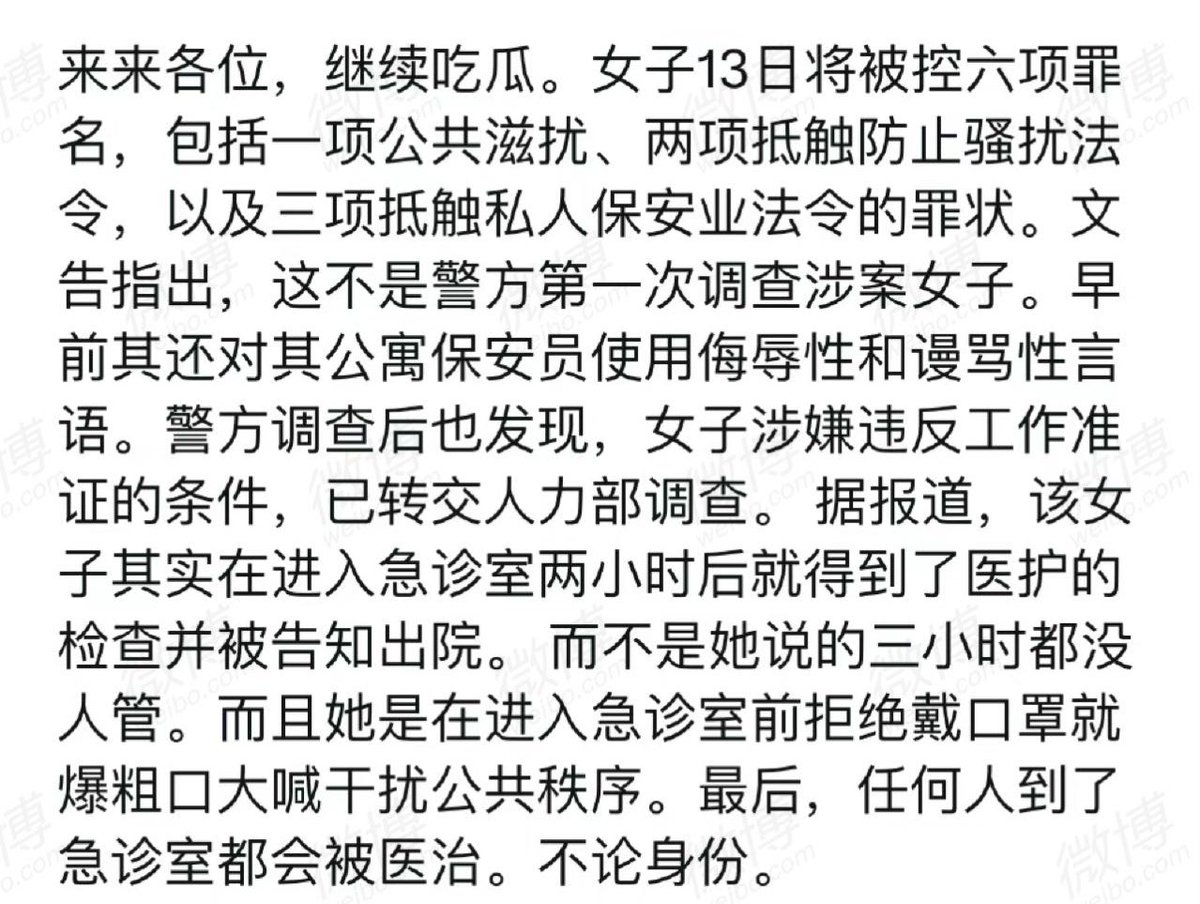 来来各位，继续吃瓜。女子13日将被控六项罪
名，包括一项公共滋扰、两项抵触防止骚扰法
令，以及三项抵触私人保安业法令的罪状。文
告指出，这不是警方第一次调查涉案女子。早
前其还对其公寓保安员使用侮辱性和谩骂性言
语。警方调查后也发现，女子涉嫌违反工作准
证的条件，已转交人力部调查。 据报道，该女
子其实在进入急诊室两小时后就得到了医护的
检查并被告知出院。 而不是她说的三小时都没
人管。而且她是在进入急诊室前拒绝戴口罩就
爆粗口大喊干扰公共秩序。最后，任何人到了
急诊室都会被医治。不论身份。